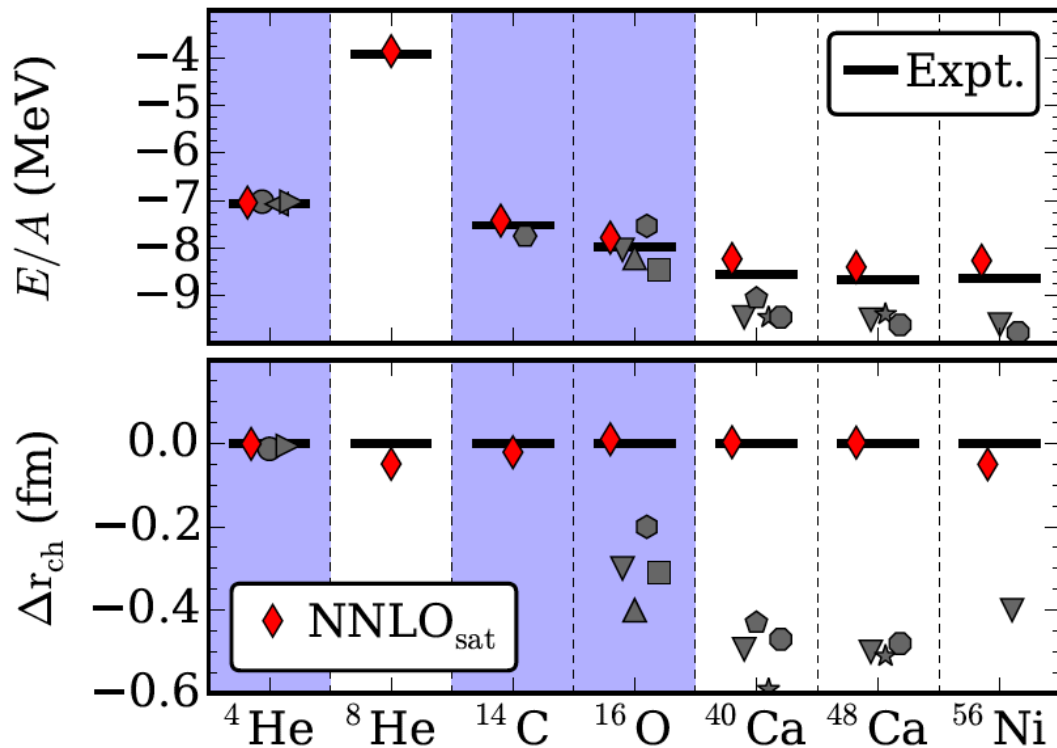 E/A (MeV)
−4
−5
−6
−7
−8
−9
Expt.
Δr_ch (fm)
0.0
−0.2
−0.4
−0.6
NNLO_sat
⁴He ⁸He ¹⁴C ¹⁶O ⁴⁰Ca ⁴⁸Ca ⁵⁶Ni